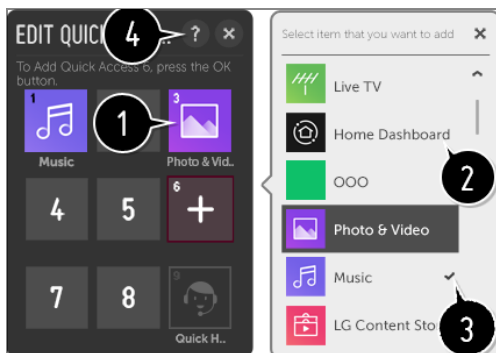 EDIT QUIC
4
..
?
To Add Quick Access 6, press the OK
button.
1
Music
1
3
Photo & Vid..
4
5
6
7
8
9
Quick H..
Select item that you want to add
Live TV
Home Dashboard
2
OOO
Photo & Video
Music
LG Content Sto
3